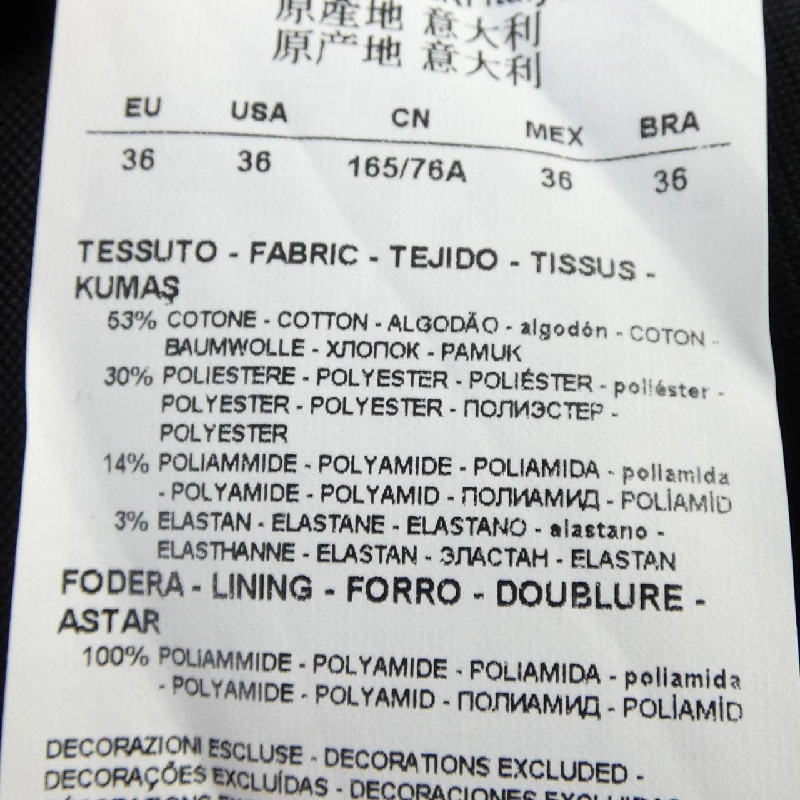 原產地 意大利
原产地 意大利
EU USA CN MEX BRA
36 36 165/76A 36 36
TESSUTO - FABRIC - TEJIDO - TISSUS -
KUMAŞ
53% COTONE - COTTON - ALGODÃO - algodón - COTON -
BAUMWOLLE - ХЛОПОК - PAMUK
30% POLIESTERE - POLYESTER - POLIÉSTER - poliéster -
POLYESTER - POLYESTER - ПОЛИЭСТЕР -
POLYESTER
14% POLIAMMIDE - POLYAMIDE - POLIAMIDA - poliamida
- POLYAMIDE - POLYAMID - ПОЛИАМИД - POLİAMİD
3% ELASTAN - ELASTANE - ELASTANO - elastano -
ELASTHANNE - ELASTAN - ЭЛАСТАН - ELASTAN
FODERA - LINING - FORRO - DOUBLURE -
ASTAR
100% POLIAMMIDE - POLYAMIDE - POLIAMIDA - poliamida
- POLYAMIDE - POLYAMID - ПОЛИАМИД - POLİAMİD
DECORAZIONI ESCLUSE - DECORATIONS EXCLUDED -
DECORAÇÕES EXCLUÍDAS - DECORACIONES